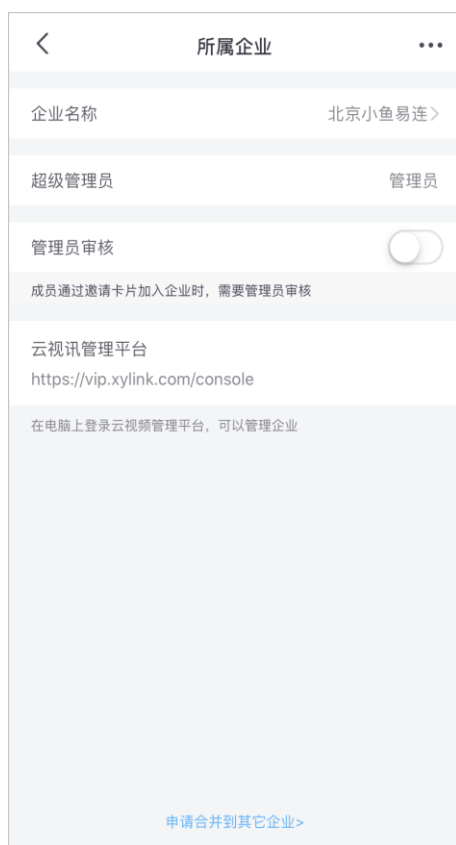 所属企业
企业名称 北京小鱼易连>
超级管理员 管理员
管理员审核
成员通过邀请卡片加入企业时，需要管理员审核
云视讯管理平台
https://vip.xylink.com/console
在电脑上登录云视频管理平台，可以管理企业
申请合并到其它企业>